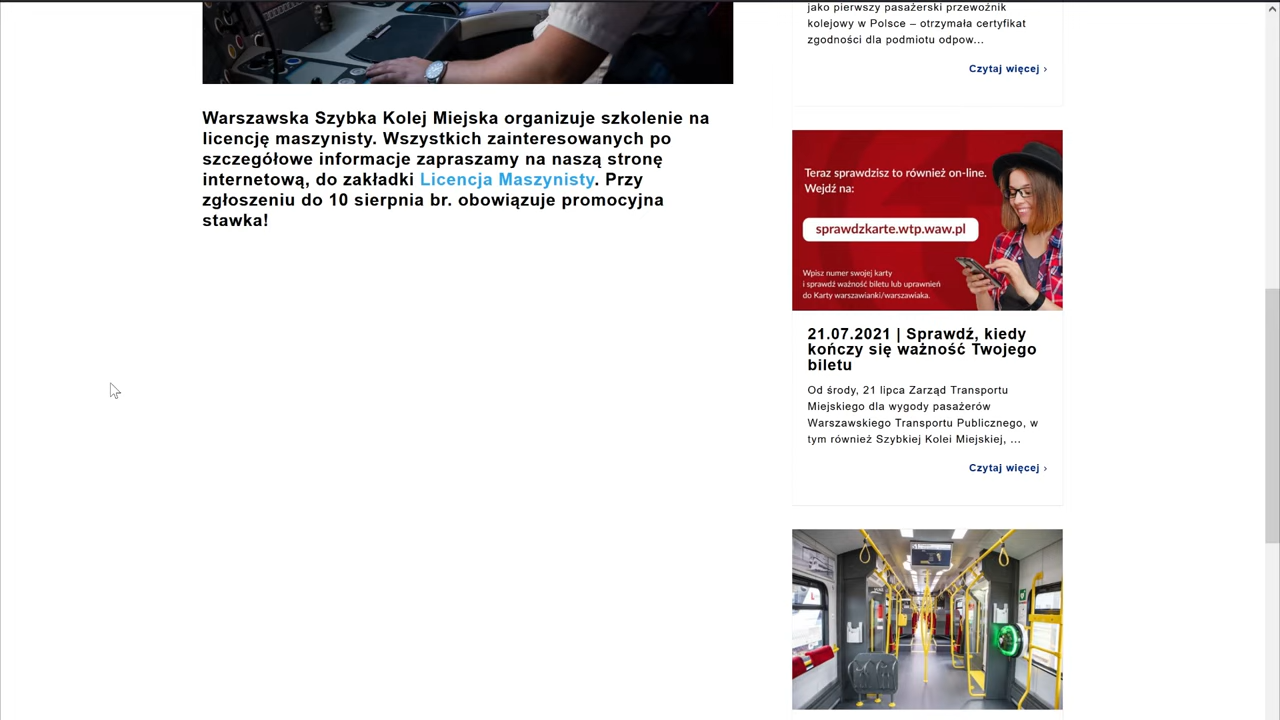 Warszawska Szybka Kolej Miejska organizuje szkolenie na
licencję maszynisty. Wszystkich zainteresowanych po
szczegółowe informacje zapraszamy na naszą stronę
internetową, do zakładki Licencja Maszynisty. Przy
zgłoszeniu do 10 sierpnia br. obowiązuje promocyjna
stawka!
jako pierwszy pasażerski przewoźnik
kolejowy w Polsce – otrzymała certyfikat
zgodności dla podmiotu odpow...
Czytaj więcej ›
Teraz sprawdzisz to również on-line.
Wejdź na:
sprawdzkarte.wtp.waw.pl
Wpisz numer swojej karty
i sprawdź ważność biletu lub uprawnień
do Karty warszawianki/warszawiaka.
21.07.2021 | Sprawdź, kiedy
kończy się ważność Twojego
biletu
Od środy, 21 lipca Zarząd Transportu
Miejskiego dla wygody pasażerów
Warszawskiego Transportu Publicznego, w
tym również Szybkiej Kolei Miejskiej, ...
Czytaj więcej ›